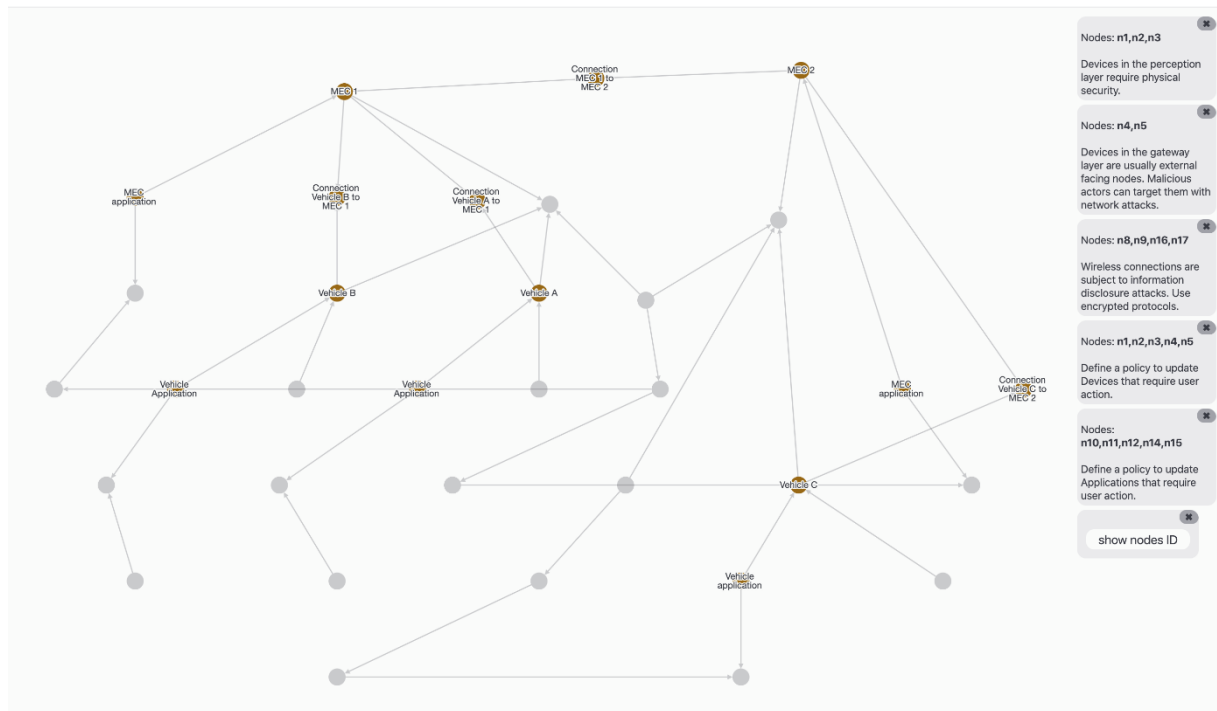 Connection
MEC 1 to
MEC 2
MEC 2
MEC 1
MEC
application
Connection
Vehicle B to
MEC 1
Connection
Vehicle A to
MEC 1
Vehicle B
Vehicle A
Vehicle
Application
Vehicle
Application
MEC
application
Connection
Vehicle C to
MEC 2
Vehicle C
Vehicle
application
Nodes: n1,n2,n3
Devices in the perception
layer require physical
security.
Nodes: n4,n5
Devices in the gateway
layer are usually external
facing nodes. Malicious
actors can target them with
network attacks.
Nodes: n8,n9,n16,n17
Wireless connections are
subject to information
disclosure attacks. Use
encrypted protocols.
Nodes: n1,n2,n3,n4,n5
Define a policy to update
Devices that require user
action.
Nodes:
n10,n11,n12,n14,n15
Define a policy to update
Applications that require
user action.
show nodes ID